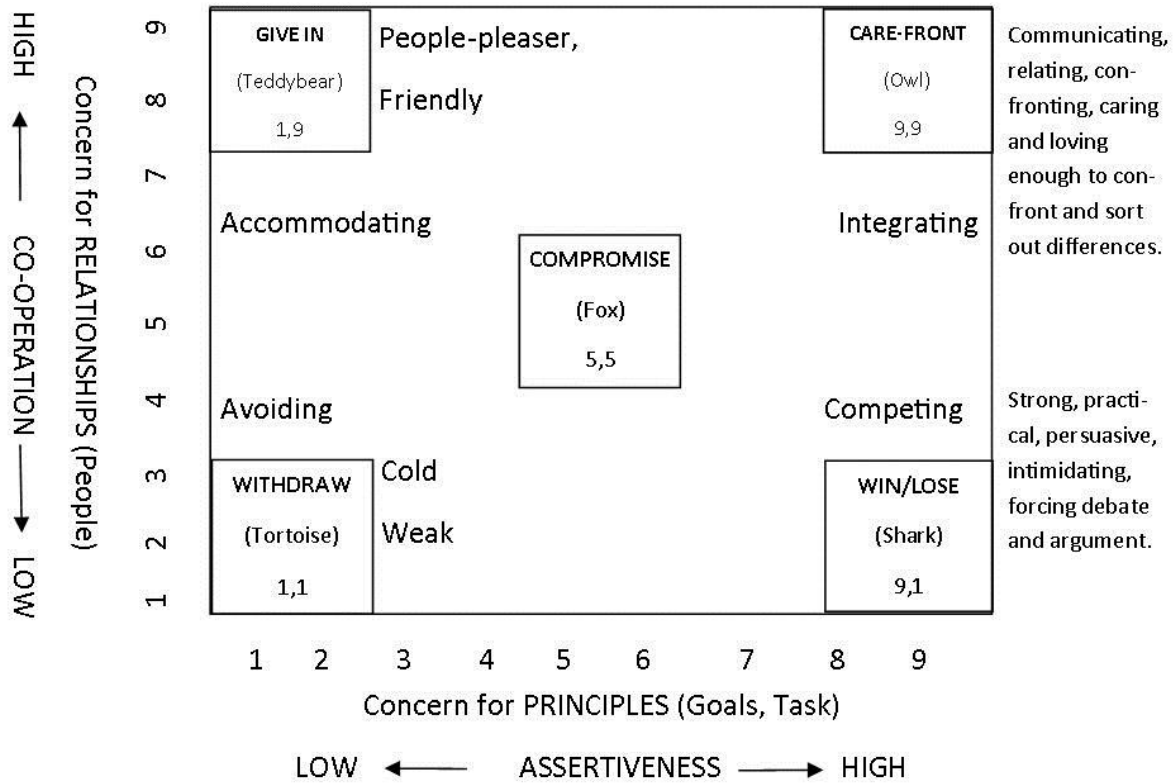 HIGH
CO-OPERATION
LOW
Concern for RELATIONSHIPS (People)
9
8
7
6
5
4
3
2
1
GIVE IN
(Teddybear)
1,9
People-pleaser,
Friendly
CARE-FRONT
(Owl)
9,9
Communicating,
relating, con-
fronting, caring
and loving
enough to con-
front and sort
out differences.
Accommodating
Integrating
COMPROMISE
(Fox)
5,5
Avoiding
Competing
Strong, practi-
cal, persuasive,
intimidating,
forcing debate
and argument.
WITHDRAW
(Tortoise)
1,1
Cold
Weak
WIN/LOSE
(Shark)
9,1
1 2 3 4 5 6 7 8 9
Concern for PRINCIPLES (Goals, Task)
LOW ASSERTIVENESS HIGH